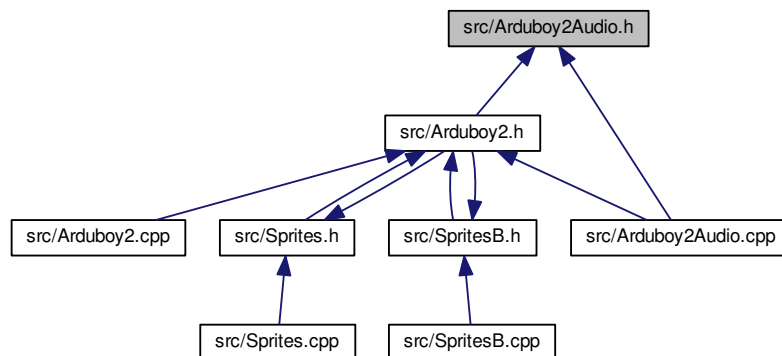 src/Arduboy2Audio.h
src/Arduboy2.h
src/Arduboy2.cpp
src/Sprites.h
src/SpritesB.h
src/Arduboy2Audio.cpp
src/Sprites.cpp
src/SpritesB.cpp